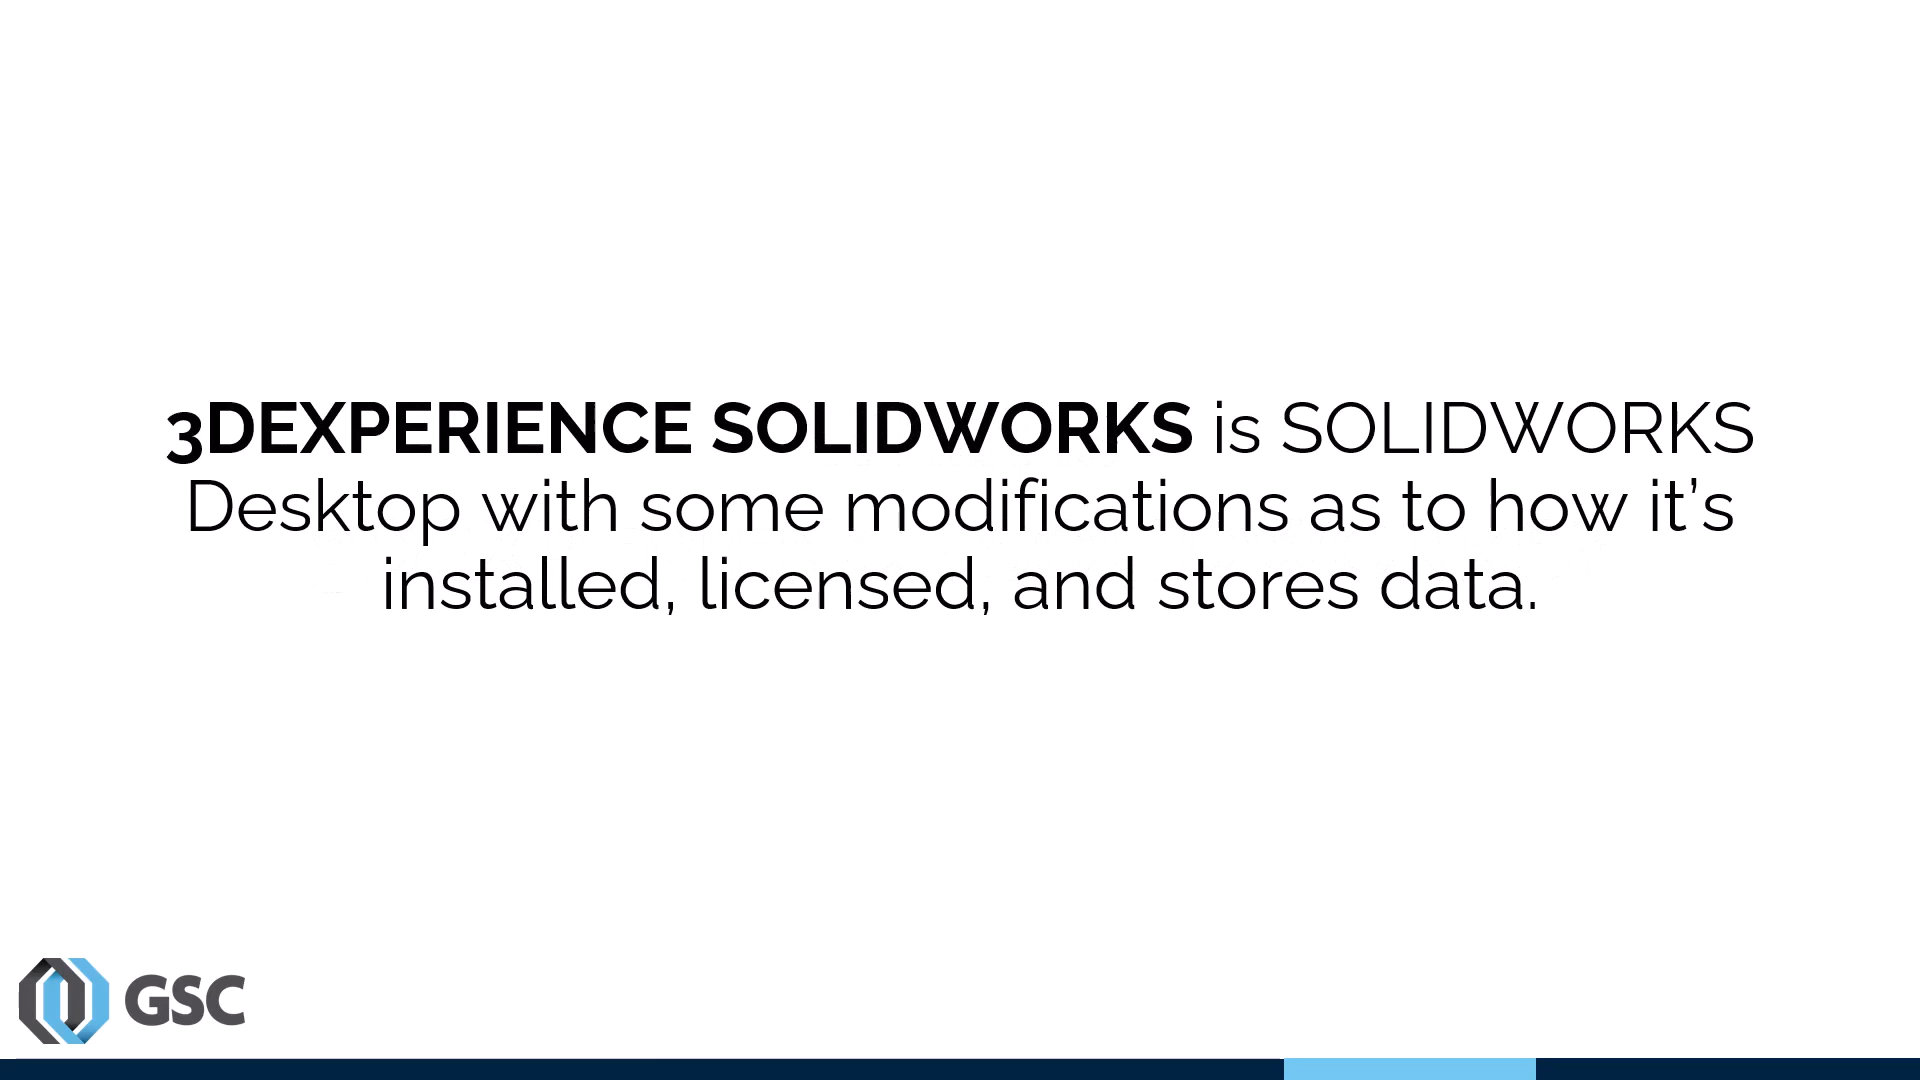 3DEXPERIENCE SOLIDWORKS is SOLIDWORKS
Desktop with some modifications as to how it’s
installed, licensed, and stores data.
GSC